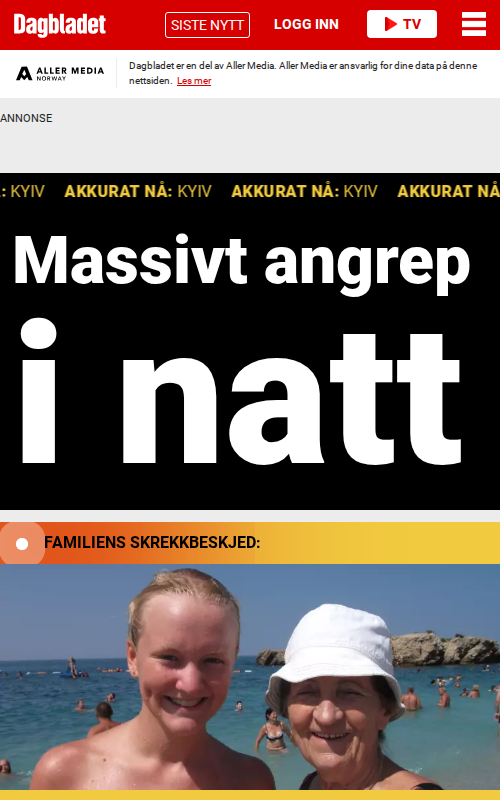 Dagbladet
SISTE NYTT
LOGG INN
TV
ALLER MEDIA
NORWAY
Dagbladet er en del av Aller Media. Aller Media er ansvarlig for dine data på denne
nettsiden. Les mer
ANNONSE
: KYIV AKKURAT NÅ: KYIV AKKURAT NÅ: KYIV AKKURAT NÅ
Massivt angrep
i natt
FAMILIENS SKREKKBESKJED: